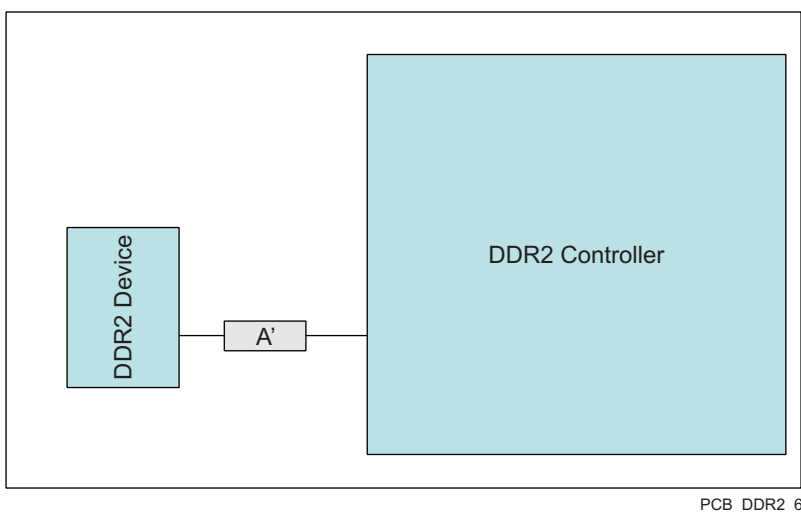 DDR2 Device
A’
DDR2 Controller
PCB_DDR2_6